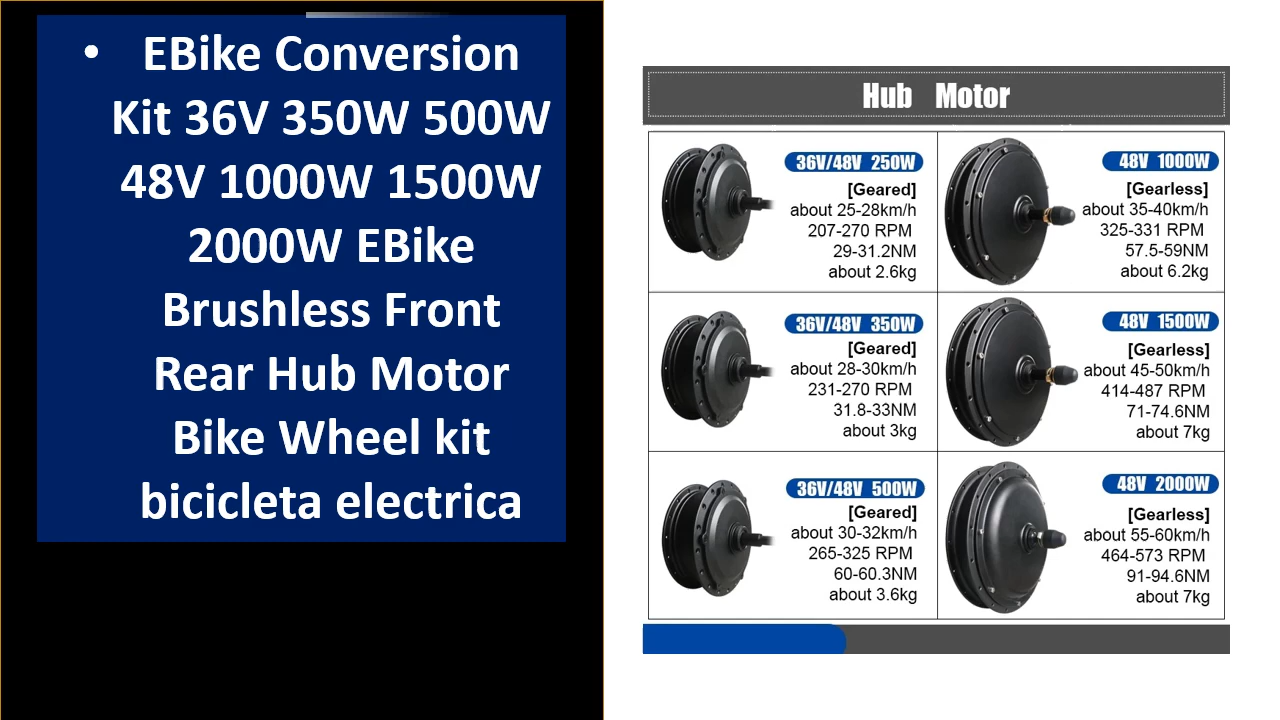 • EBike Conversion
Kit 36V 350W 500W
48V 1000W 1500W
2000W EBike
Brushless Front
Rear Hub Motor
Bike Wheel kit
bicicleta electrica
Hub Motor
36V/48V 250W
[Geared]
about 25-28km/h
207-270 RPM
29-31.2NM
about 2.6kg
48V 1000W
[Gearless]
about 35-40km/h
325-331 RPM
57.5-59NM
about 6.2kg
36V/48V 350W
[Geared]
about 28-30km/h
231-270 RPM
31.8-33NM
about 3kg
48V 1500W
[Gearless]
about 45-50km/h
414-487 RPM
71-74.6NM
about 7kg
36V/48V 500W
[Geared]
about 30-32km/h
265-325 RPM
60-60.3NM
about 3.6kg
48V 2000W
[Gearless]
about 55-60km/h
464-573 RPM
91-94.6NM
about 7kg